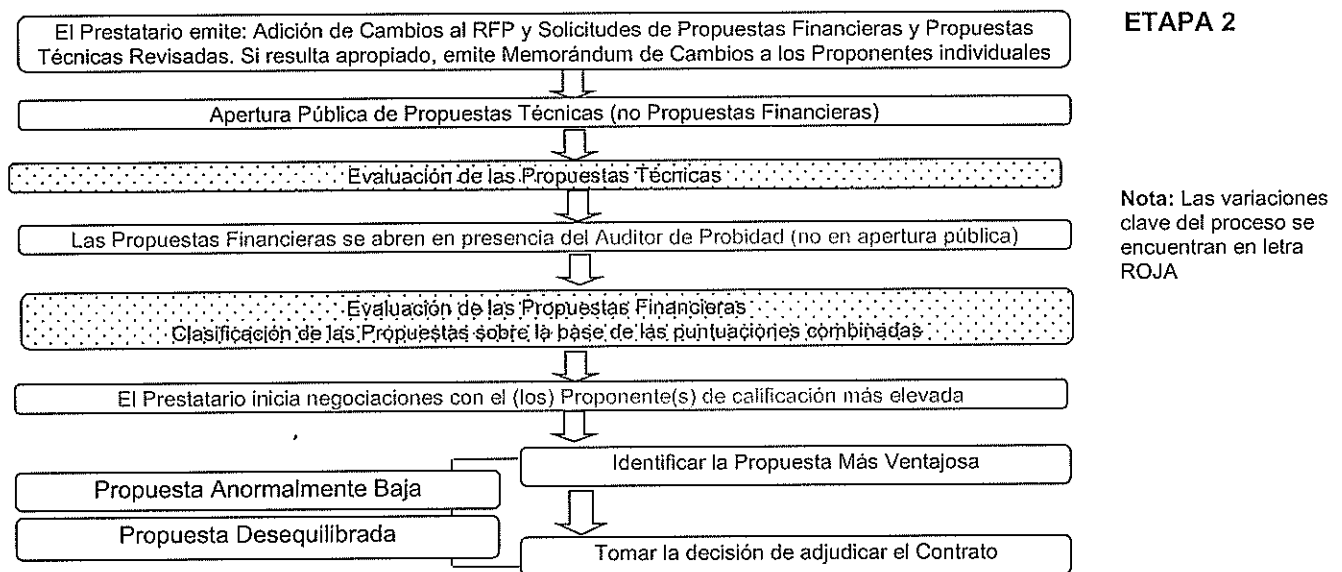 ETAPA 2
El Prestatario emite: Adición de Cambios al RFP y Solicitudes de Propuestas Financieras y Propuestas
Técnicas Revisadas. Si resulta apropiado, emite Memorándum de Cambios a los Proponentes individuales
Apertura Pública de Propuestas Técnicas (no Propuestas Financieras)
Evaluación de las Propuestas Técnicas
Las Propuestas Financieras se abren en presencia del Auditor de Probidad (no en apertura pública)
Evaluación de las Propuestas Financieras
Clasificación de las Propuestas sobre la base de las puntuaciones combinadas
El Prestatario inicia negociaciones con el (los) Proponente(s) de calificación más elevada
Identificar la Propuesta Más Ventajosa
Propuesta Anormalmente Baja
Propuesta Desequilibrada
Tomar la decisión de adjudicar el Contrato
Nota: Las variaciones
clave del proceso se
encuentran en letra
ROJA